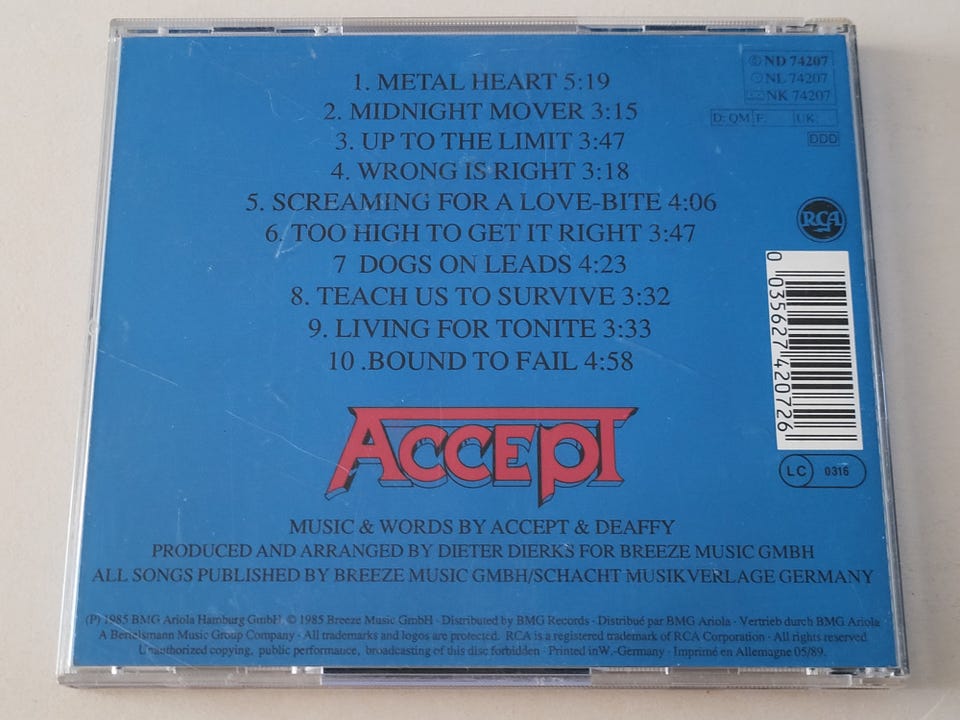 1. METAL HEART 5:19
2. MIDNIGHT MOVER 3:15
3. UP TO THE LIMIT 3:47
4. WRONG IS RIGHT 3:18
5. SCREAMING FOR A LOVE-BITE 4:06
6. TOO HIGH TO GET IT RIGHT 3:47
7 DOGS ON LEADS 4:23
8. TEACH US TO SURVIVE 3:32
9. LIVING FOR TONITE 3:33
10 .BOUND TO FAIL 4:58
ND 74207
NL 74207
NK 74207
D: QM F: UK:
DDD
RCA
0 035627 420726
LC 0316
ACCEPT
MUSIC & WORDS BY ACCEPT & DEAFFY
PRODUCED AND ARRANGED BY DIETER DIERKS FOR BREEZE MUSIC GMBH
ALL SONGS PUBLISHED BY BREEZE MUSIC GMBH/SCHACHT MUSIKVERLAGE GERMANY
(P) 1985 BMG Ariola Hamburg GmbH, © 1985 Breeze Music GmbH · Distributed by BMG Records · Distribué par BMG Ariola · Vertrieb durch BMG Ariola
A Bertelsmann Music Group Company · All trademarks and logos are protected. RCA is a registered trademark of RCA Corporation · All rights reserved
Unauthorized copying, public performance, broadcasting of this disc forbidden · Printed inW.-Germany · Imprimé en Allemagne 05/89.